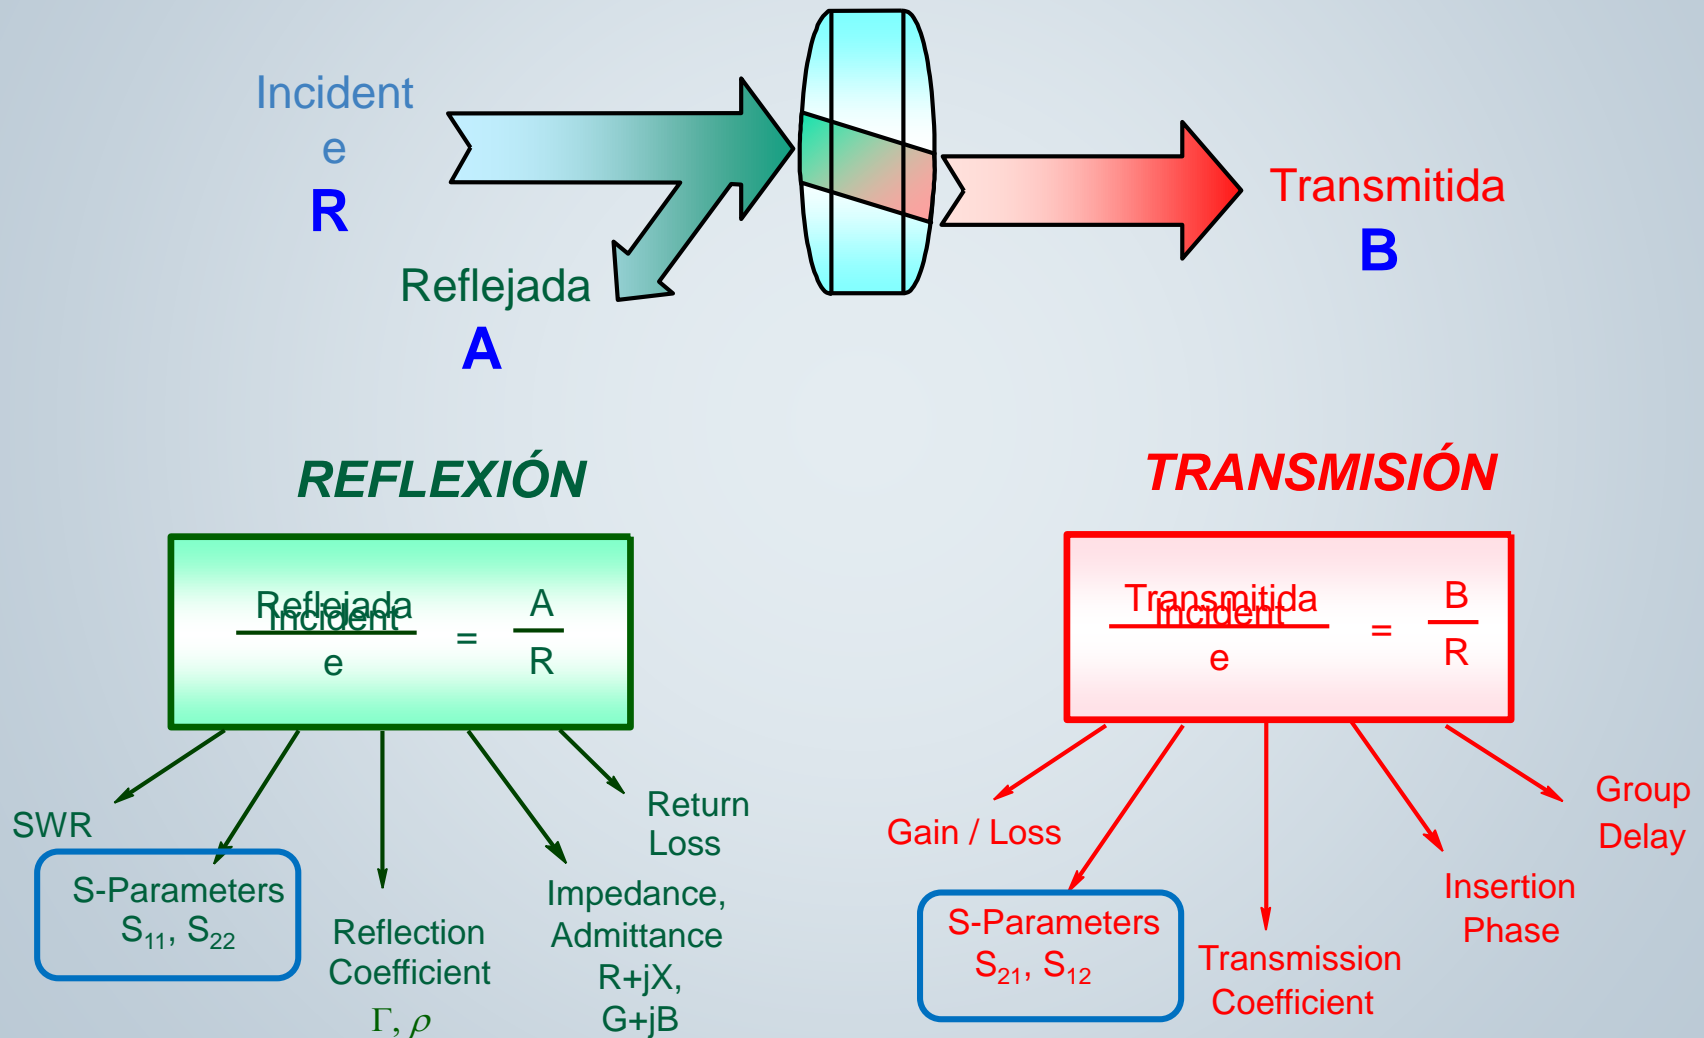 Incident
e
R
Reflejada
A
Transmitida
B
REFLEXIÓN
Reflejada
Incident
e
=
A
R
SWR
S-Parameters
S₁₁, S₂₂
Reflection
Coefficient
Γ, ρ
Impedance,
Admittance
R+jX,
G+jB
Return
Loss
TRANSMISIÓN
Transmitida
Incident
e
=
B
R
Gain / Loss
S-Parameters
S₂₁, S₁₂
Transmission
Coefficient
Insertion
Phase
Group
Delay